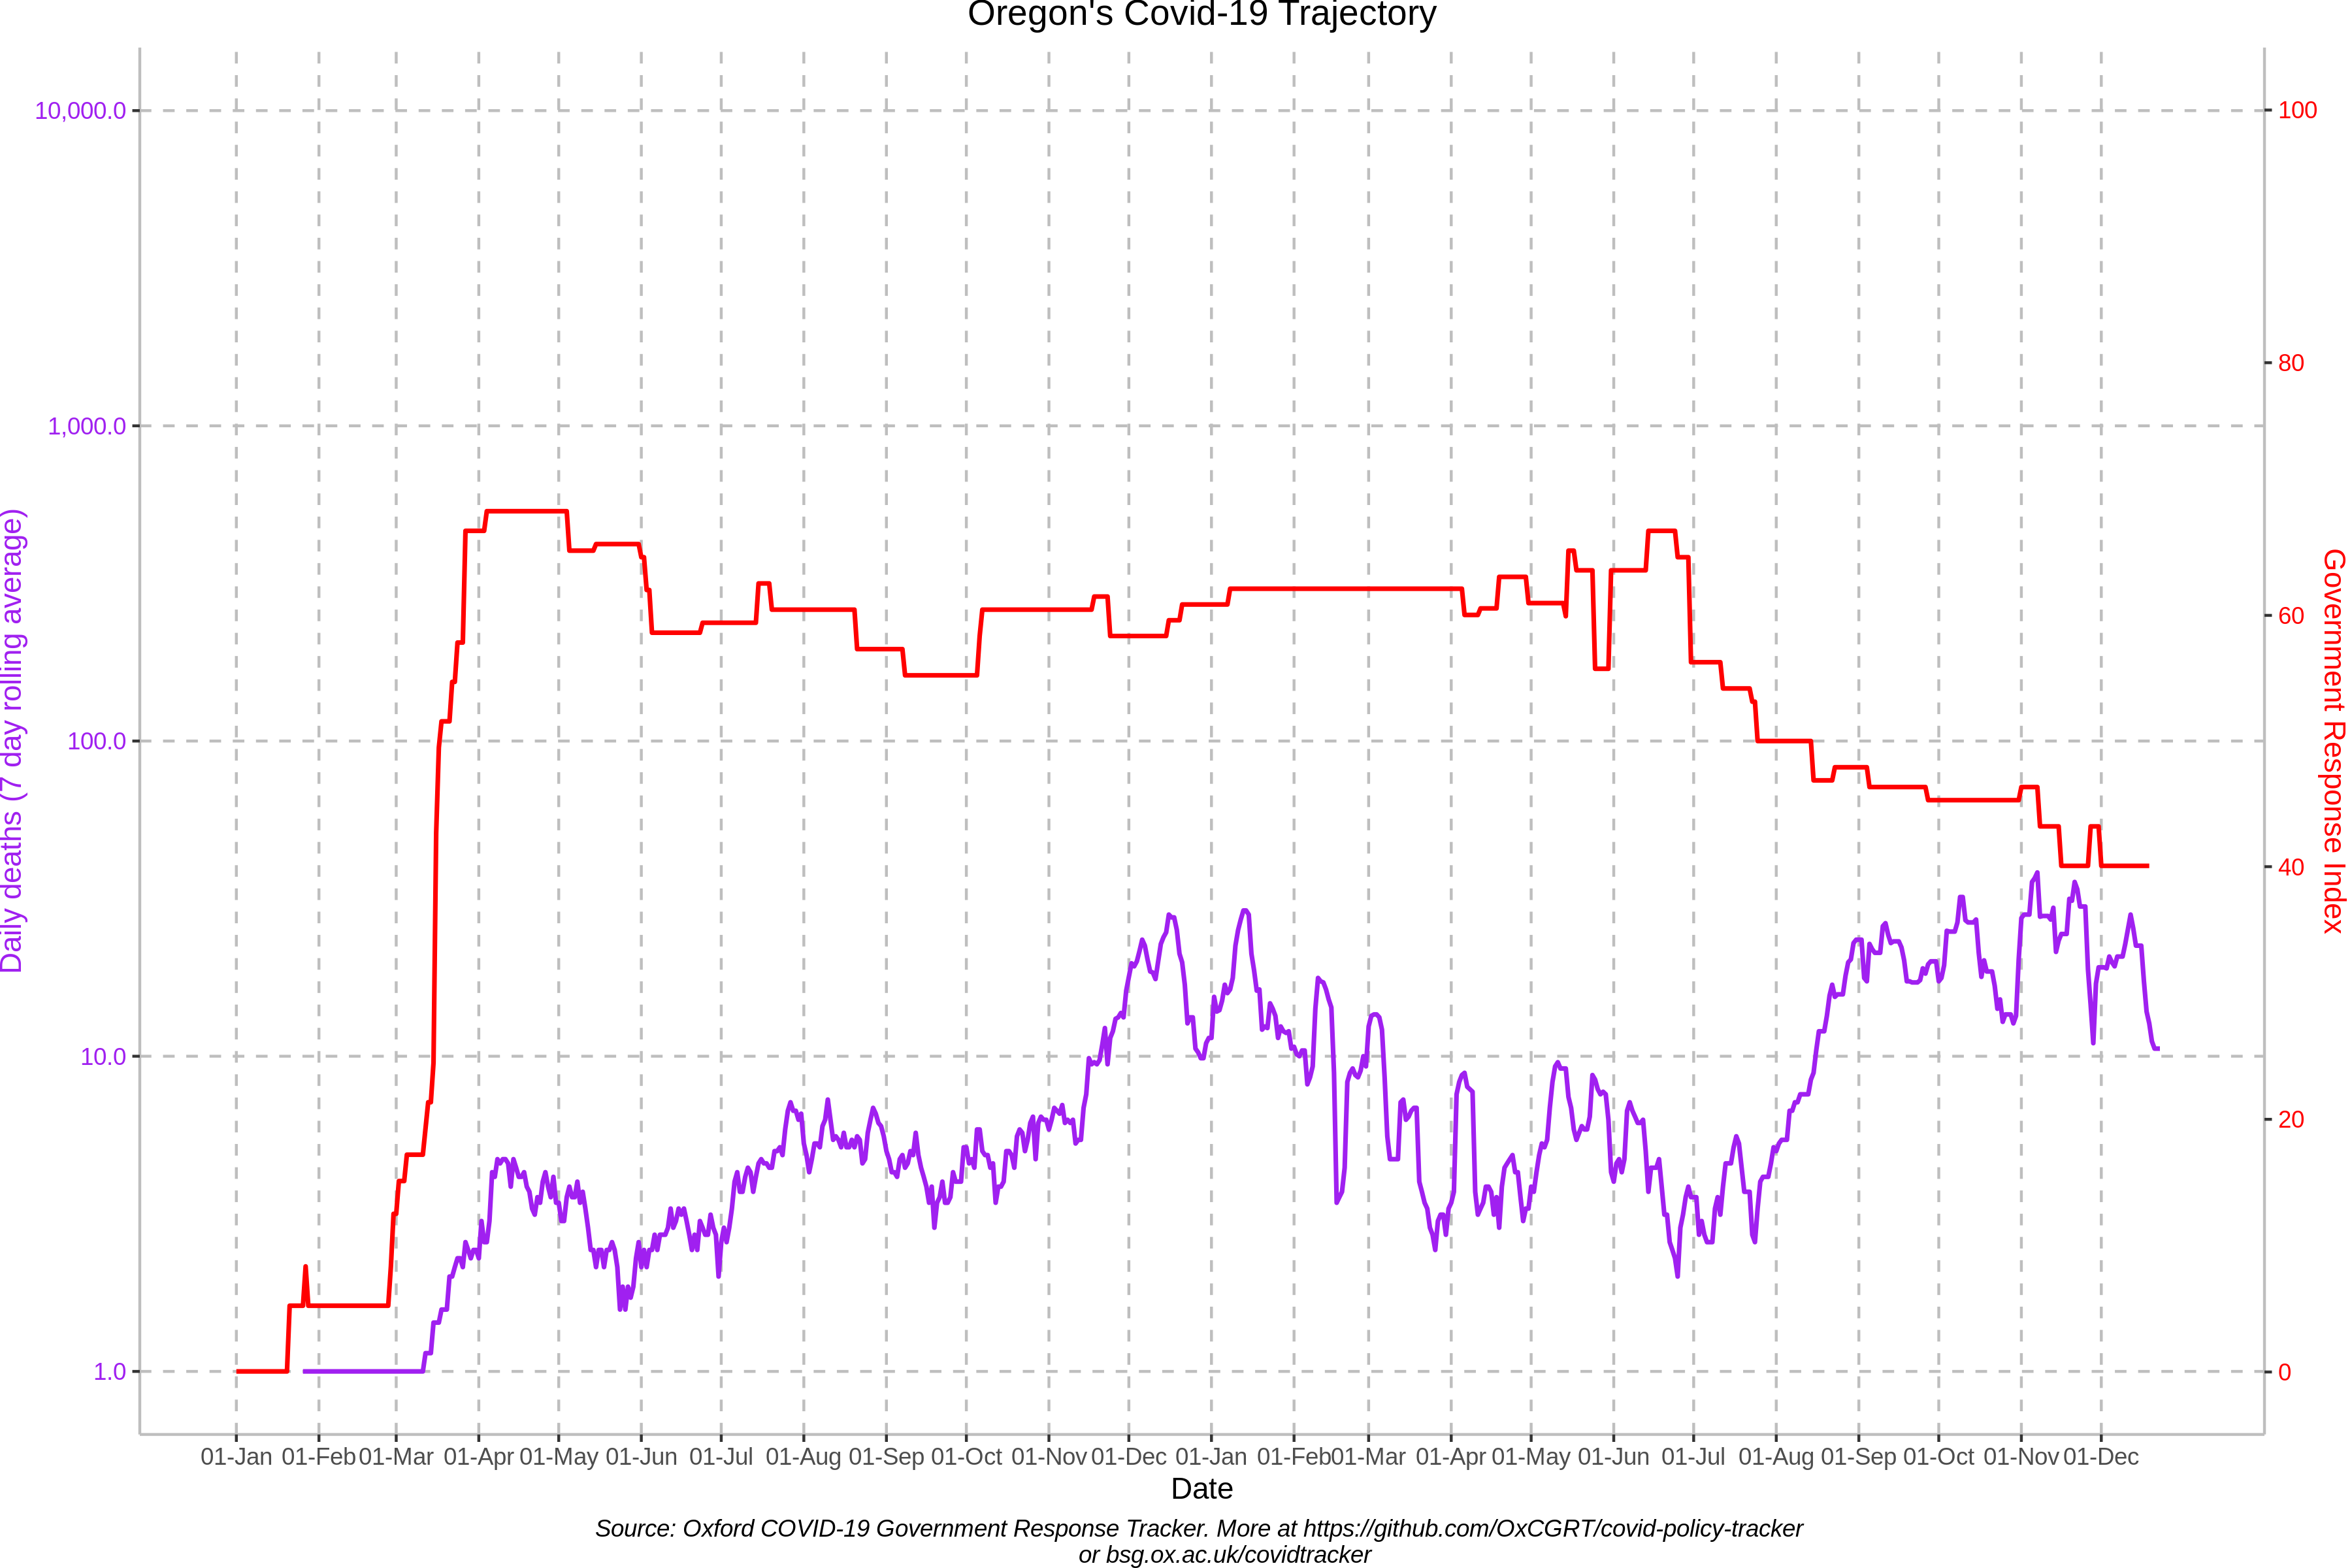 Oregon's Covid-19 Trajectory
10,000.0
1,000.0
100.0
10.0
1.0
Daily deaths (7 day rolling average)
100
80
60
40
20
0
Government Response Index
01-Jan 01-Feb 01-Mar 01-Apr 01-May 01-Jun 01-Jul 01-Aug 01-Sep 01-Oct 01-Nov 01-Dec 01-Jan 01-Feb 01-Mar 01-Apr 01-May 01-Jun 01-Jul 01-Aug 01-Sep 01-Oct 01-Nov 01-Dec
Date
Source: Oxford COVID-19 Government Response Tracker. More at https://github.com/OxCGRT/covid-policy-tracker
or bsg.ox.ac.uk/covidtracker